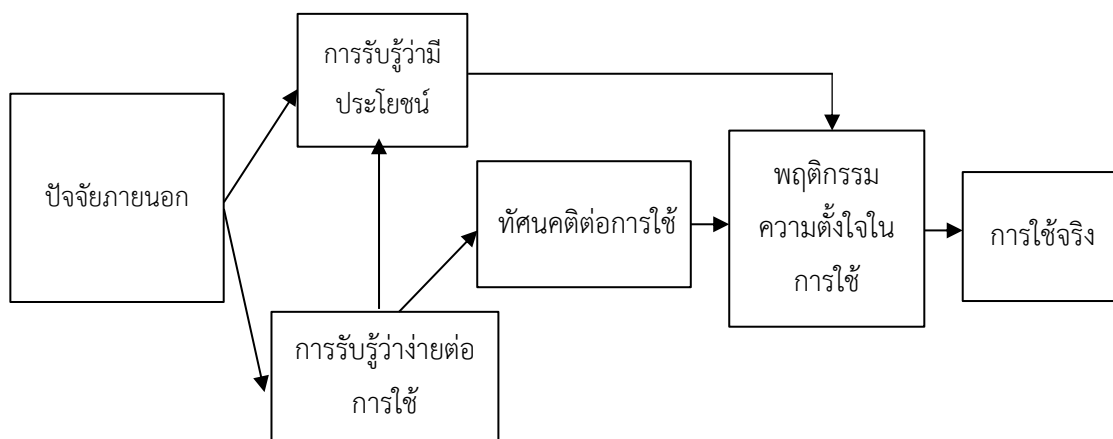 การรับรู้ว่ามี
ประโยชน์
ปัจจัยภายนอก
ทัศนคติต่อการใช้
พฤติกรรม
ความตั้งใจใน
การใช้
การใช้จริง
การรับรู้ว่าง่ายต่อ
การใช้